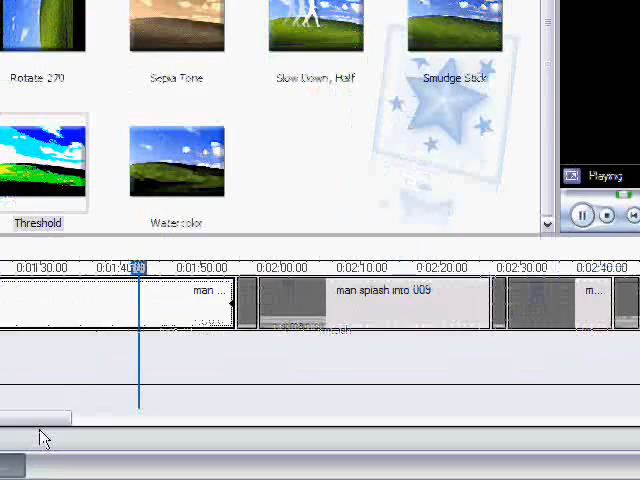 Rotate 270
Sepia Tone
Slow Down, Half
Smudge Stick
Playing
Threshold
Watercolor
0:01:30.00
0:01:40.00
0:01:50.00
0:02:00.00
0:02:10.00
0:02:20.00
0:02:30.00
0:02:40.00
man ...
man splash into 009
m...